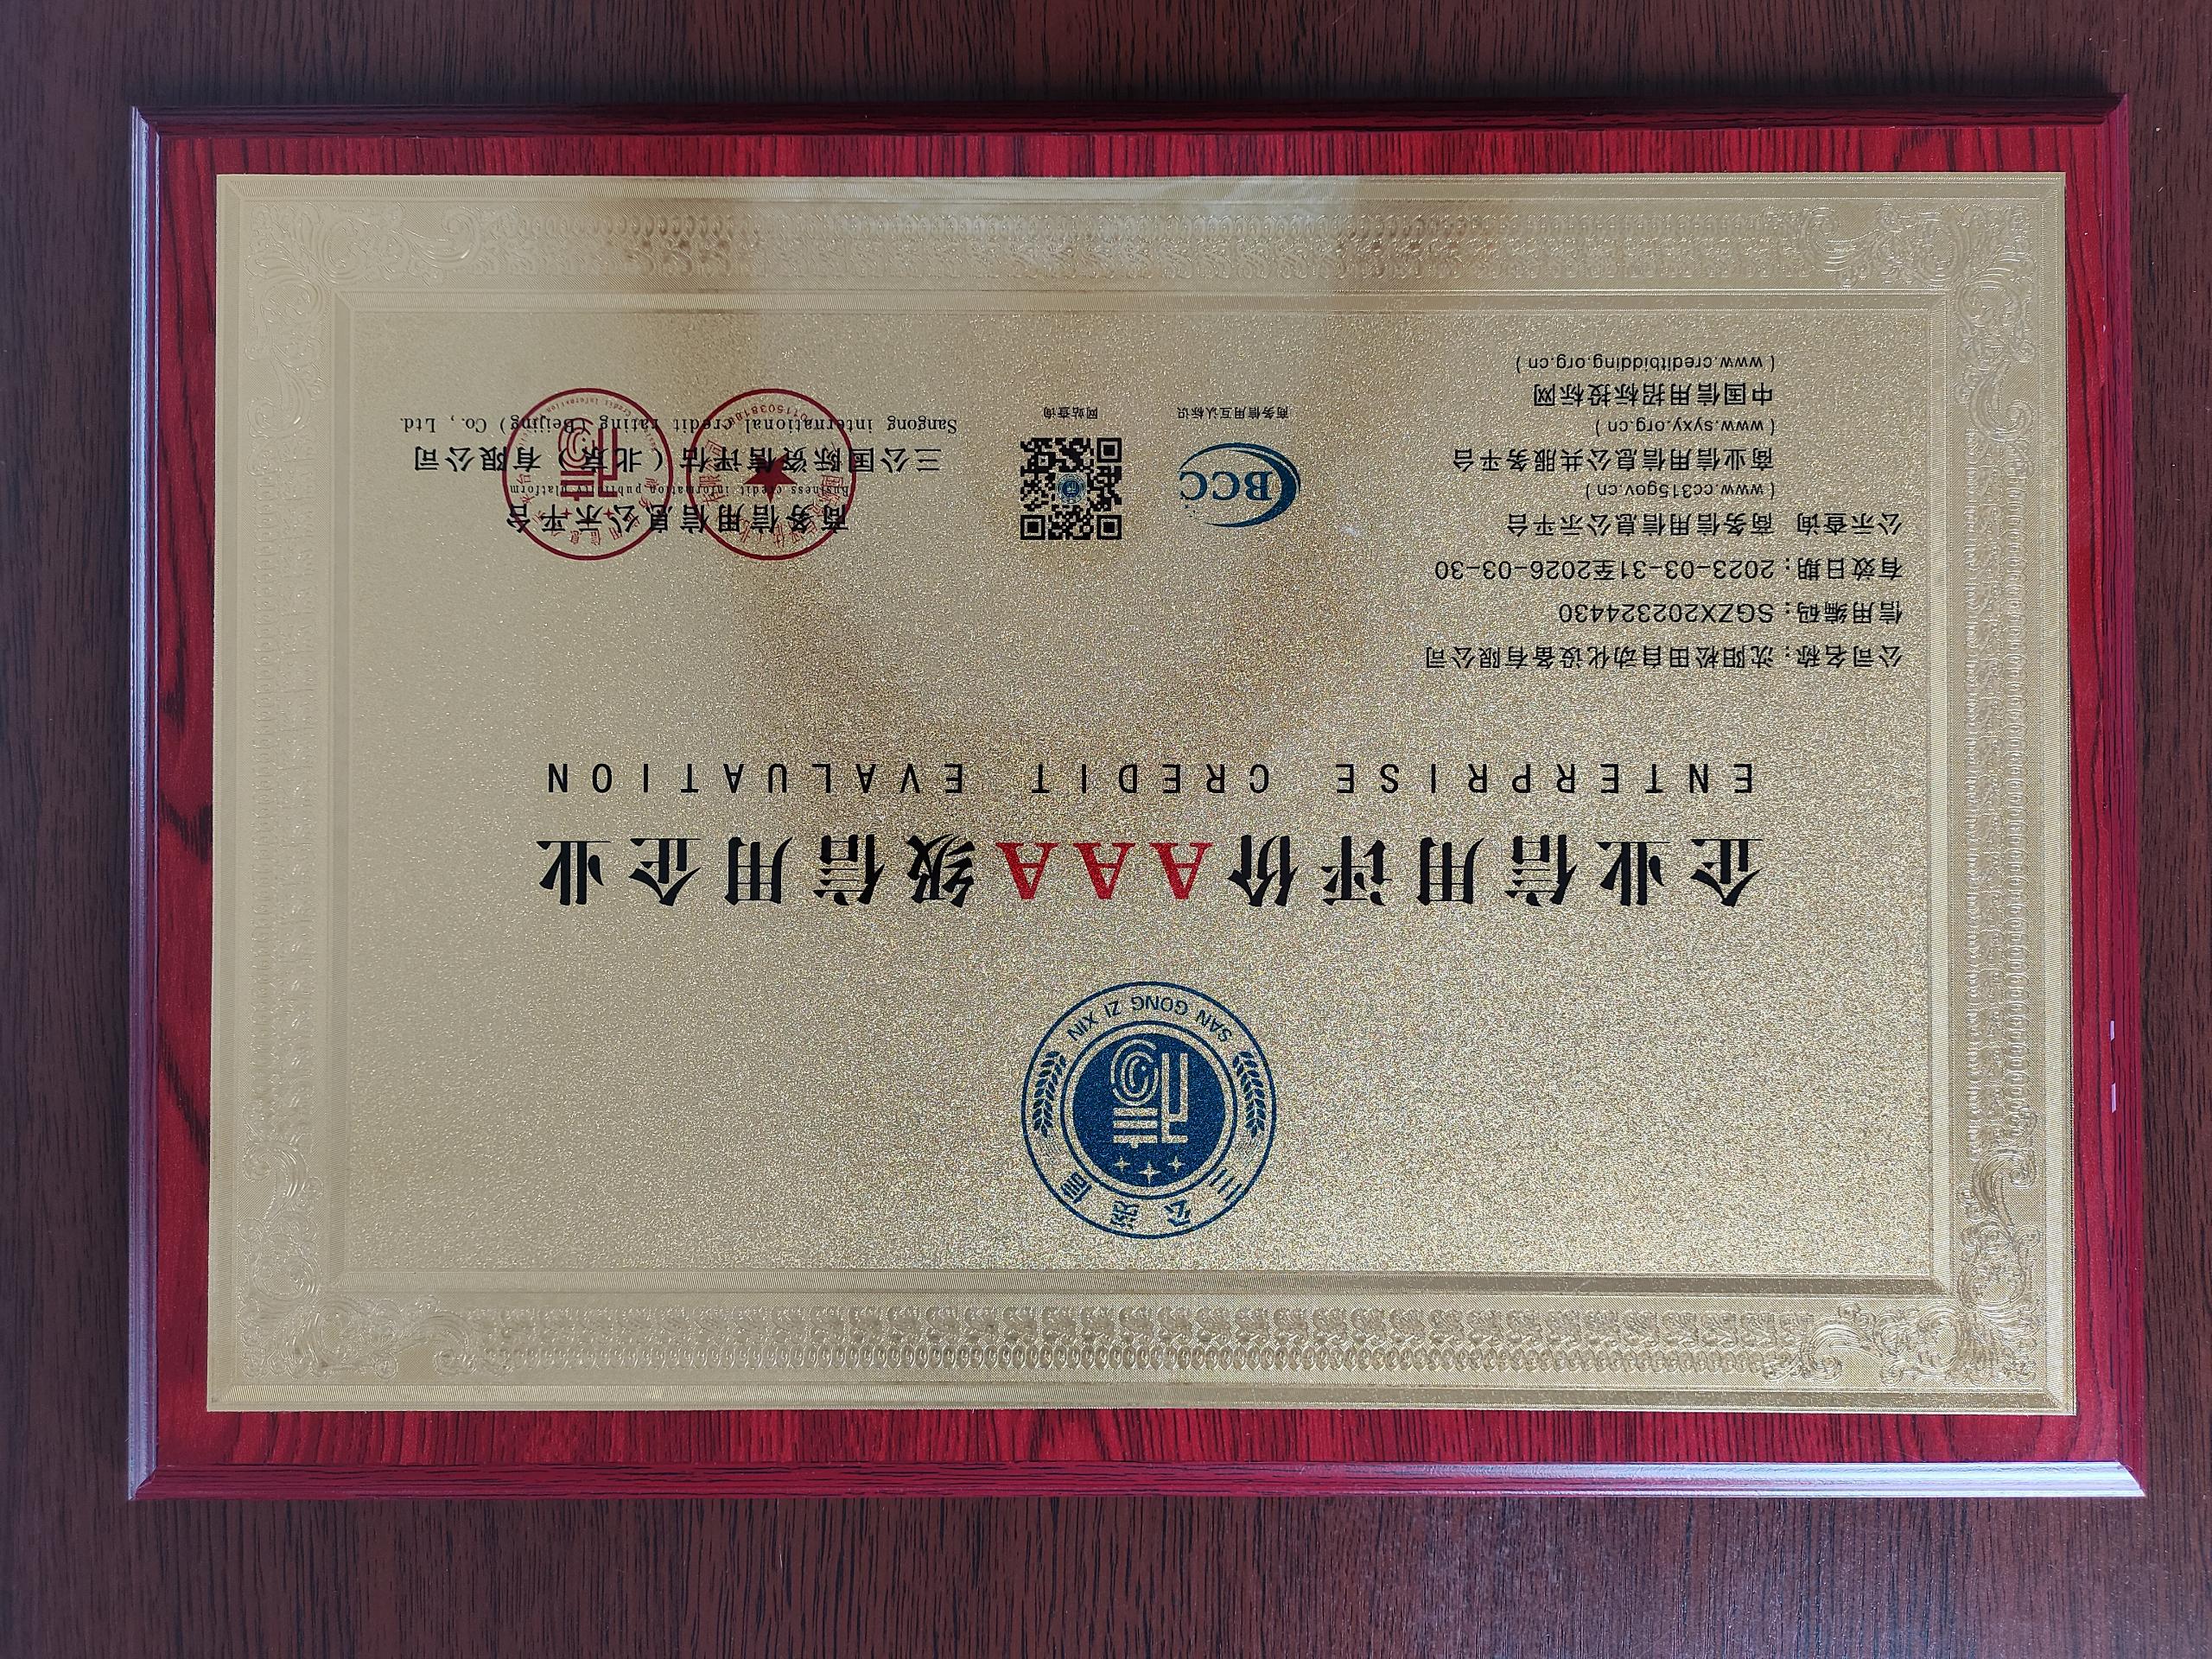 三公资信
SAN GONG ZI XIN
企业信用评价AAA级信用企业
ENTERPRISE CREDIT EVALUATION
公司名称：沈阳松田自动化设备有限公司
信用编码：SGZX202324430
有效日期：2023-03-31至2026-03-30
公示查询 商务信用信息公示平台
( www.cc315gov.cn )
商业信用信息公共服务平台
( www.syxy.org.cn )
中国信用招标投标网
( www.creditbidding.org.cn )
BCC
商务信用互认标识
网站查询
商务信用信息公示平台
Business credit information publicity platform
三公国际资信评估（北京）有限公司
Sangong international credit rating (Beijing) Co., Ltd.